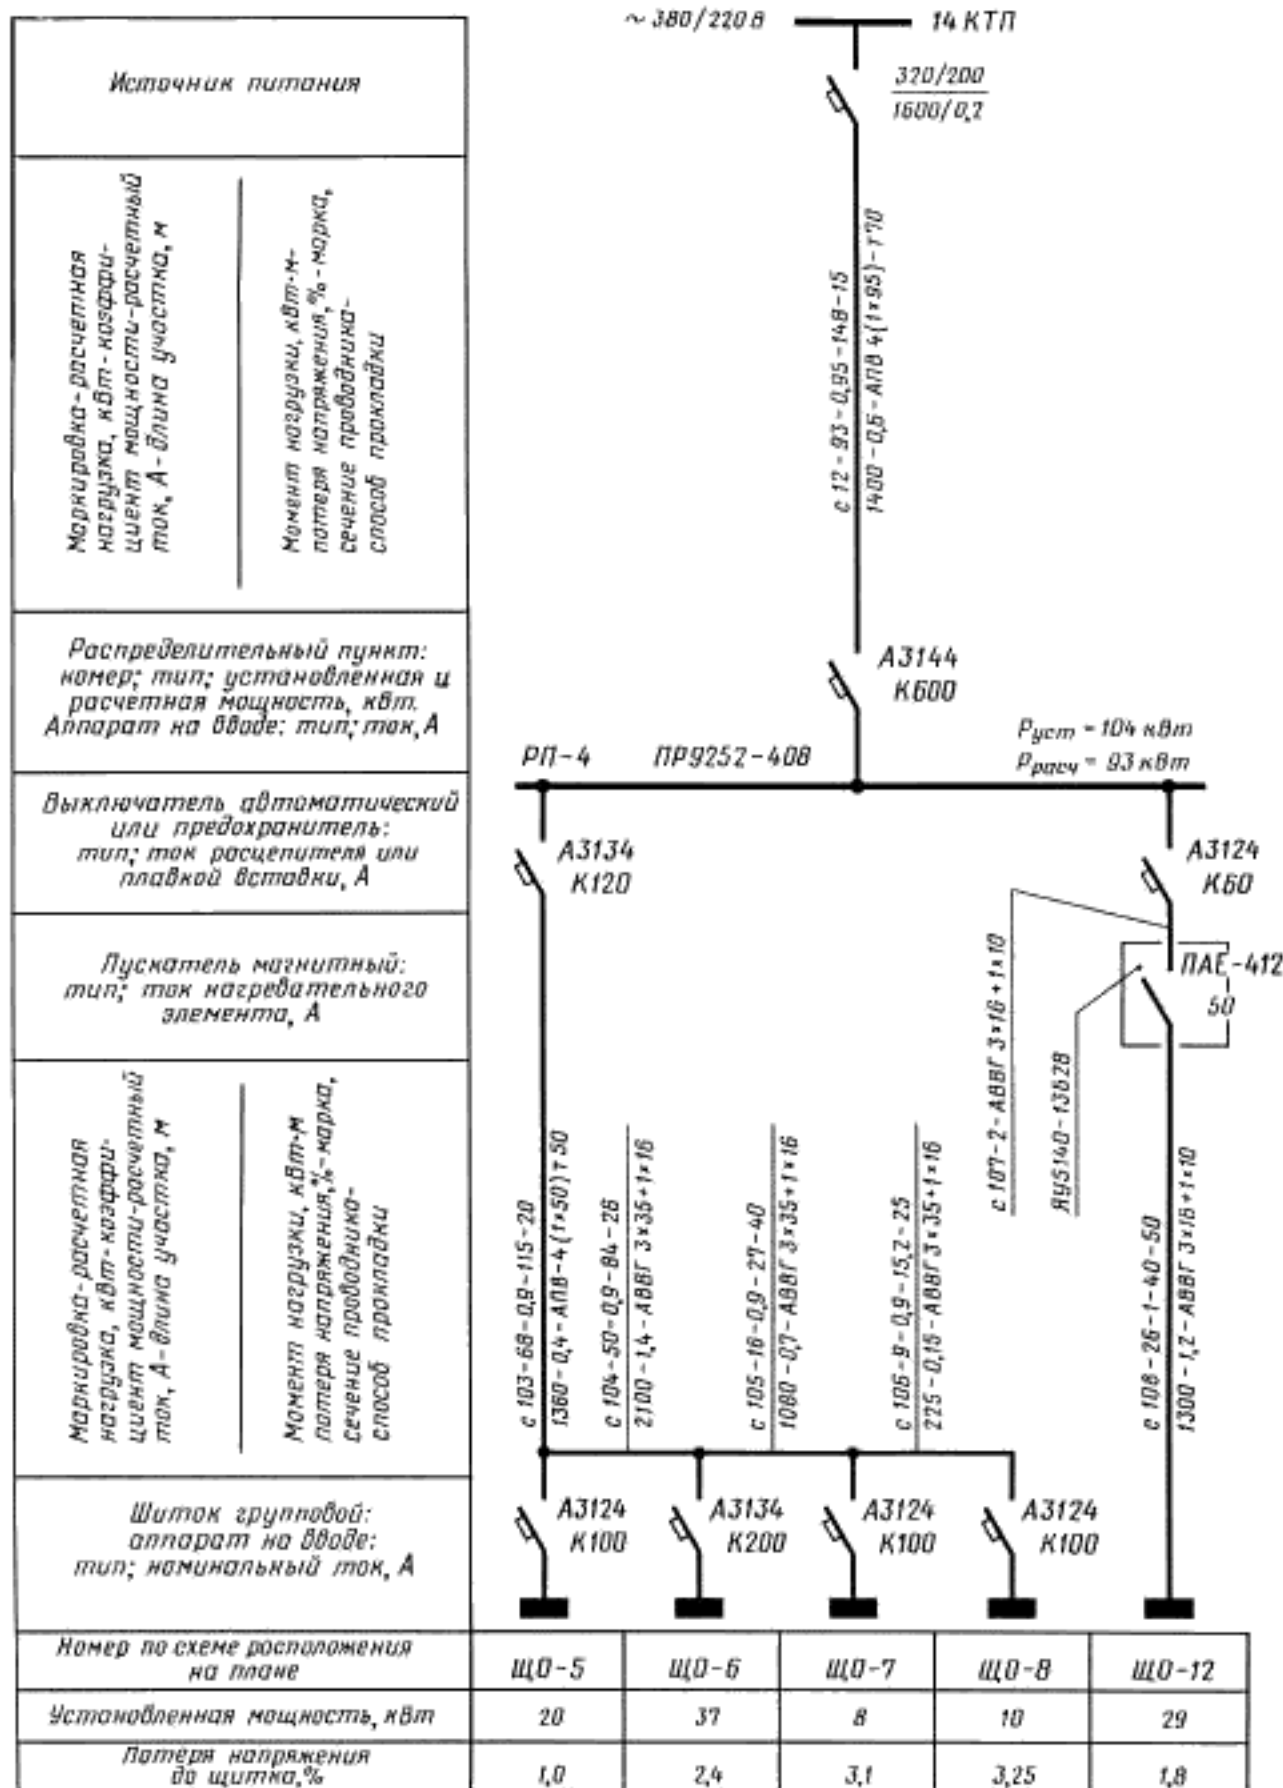 ~ 380/220 В
14 КТП
Источник питания
320/200
1600/0,2
Маркировка-расчетная
нагрузка, квт-коэффи-
циент мощности-расчетный
ток, А-длина участка, м
Момент нагрузки, квт·м-
потеря напряжения,%-марка,
сечение проводника-
способ прокладки
с 12-93-0,95-148-15
1400-0,6-АПВ 4(1×95)-т70
Распределительный пункт:
номер; тип; установленная и
расчетная мощность, квт.
Аппарат на вводе: тип; ток, А
А3144
К600
РП-4
ПР9252-408
Руст = 104 квт
Ррасч = 93 квт
Выключатель автоматический
или предохранитель:
тип; ток расцепителя или
плавкой вставки, А
А3134
К120
А3124
К60
Пускатель магнитный:
тип; ток нагревательного
элемента, А
ПАЕ-412
50
с 107-2-АВВГ 3×16+1×10
ЯУ5140-13В2В
Маркировка-расчетная
нагрузка, квт-коэффи-
циент мощности-расчетный
ток, А-длина участка, м
Момент нагрузки, квт·м
потеря напряжения,%-марка,
сечение проводнико-
способ прокладки
с 103-68-0,9-115-20
1360-0,4-АПВ-4(1×50)т50
с 104-50-0,9-84-26
2100-1,4-АВВГ 3×35+1×16
с 105-16-0,9-27-40
1080-0,7-АВВГ 3×35+1×16
с 106-9-0,9-15,2-25
225-0,15-АВВГ 3×35+1×16
с 108-26-1-40-50
1300-1,2-АВВГ 3×16+1×10
Шиток групповой:
аппарат на вводе:
тип; номинальный ток, А
А3124
К100
А3134
К200
А3124
К100
А3124
К100
Номер по схеме расположения
на плане
ЩО-5
ЩО-6
ЩО-7
ЩО-8
ЩО-12
Установленная мощность, квт
20
37
8
10
29
Потеря напряжения
до щитка,%
1,0
2,4
3,1
3,25
1,8